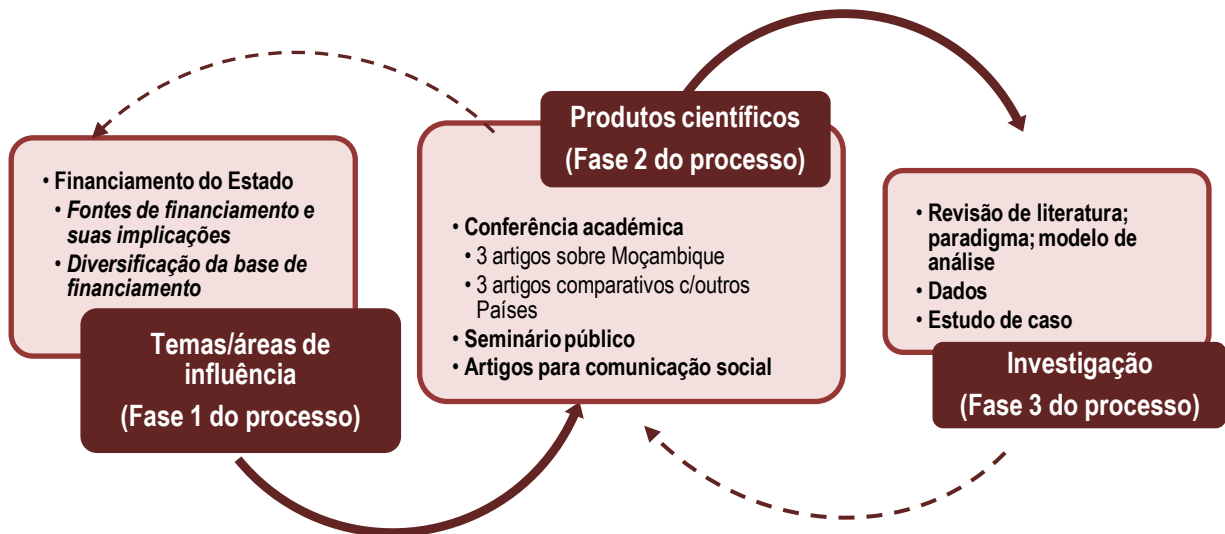 • Financiamento do Estado
• Fontes de financiamento e
suas implicações
• Diversificação da base de
financiamento
Temas/áreas de
influência
(Fase 1 do processo)
Produtos científicos
(Fase 2 do processo)
• Conferência académica
• 3 artigos sobre Moçambique
• 3 artigos comparativos c/outros
Países
• Seminário público
• Artigos para comunicação social
• Revisão de literatura;
paradigma; modelo de
análise
• Dados
• Estudo de caso
Investigação
(Fase 3 do processo)